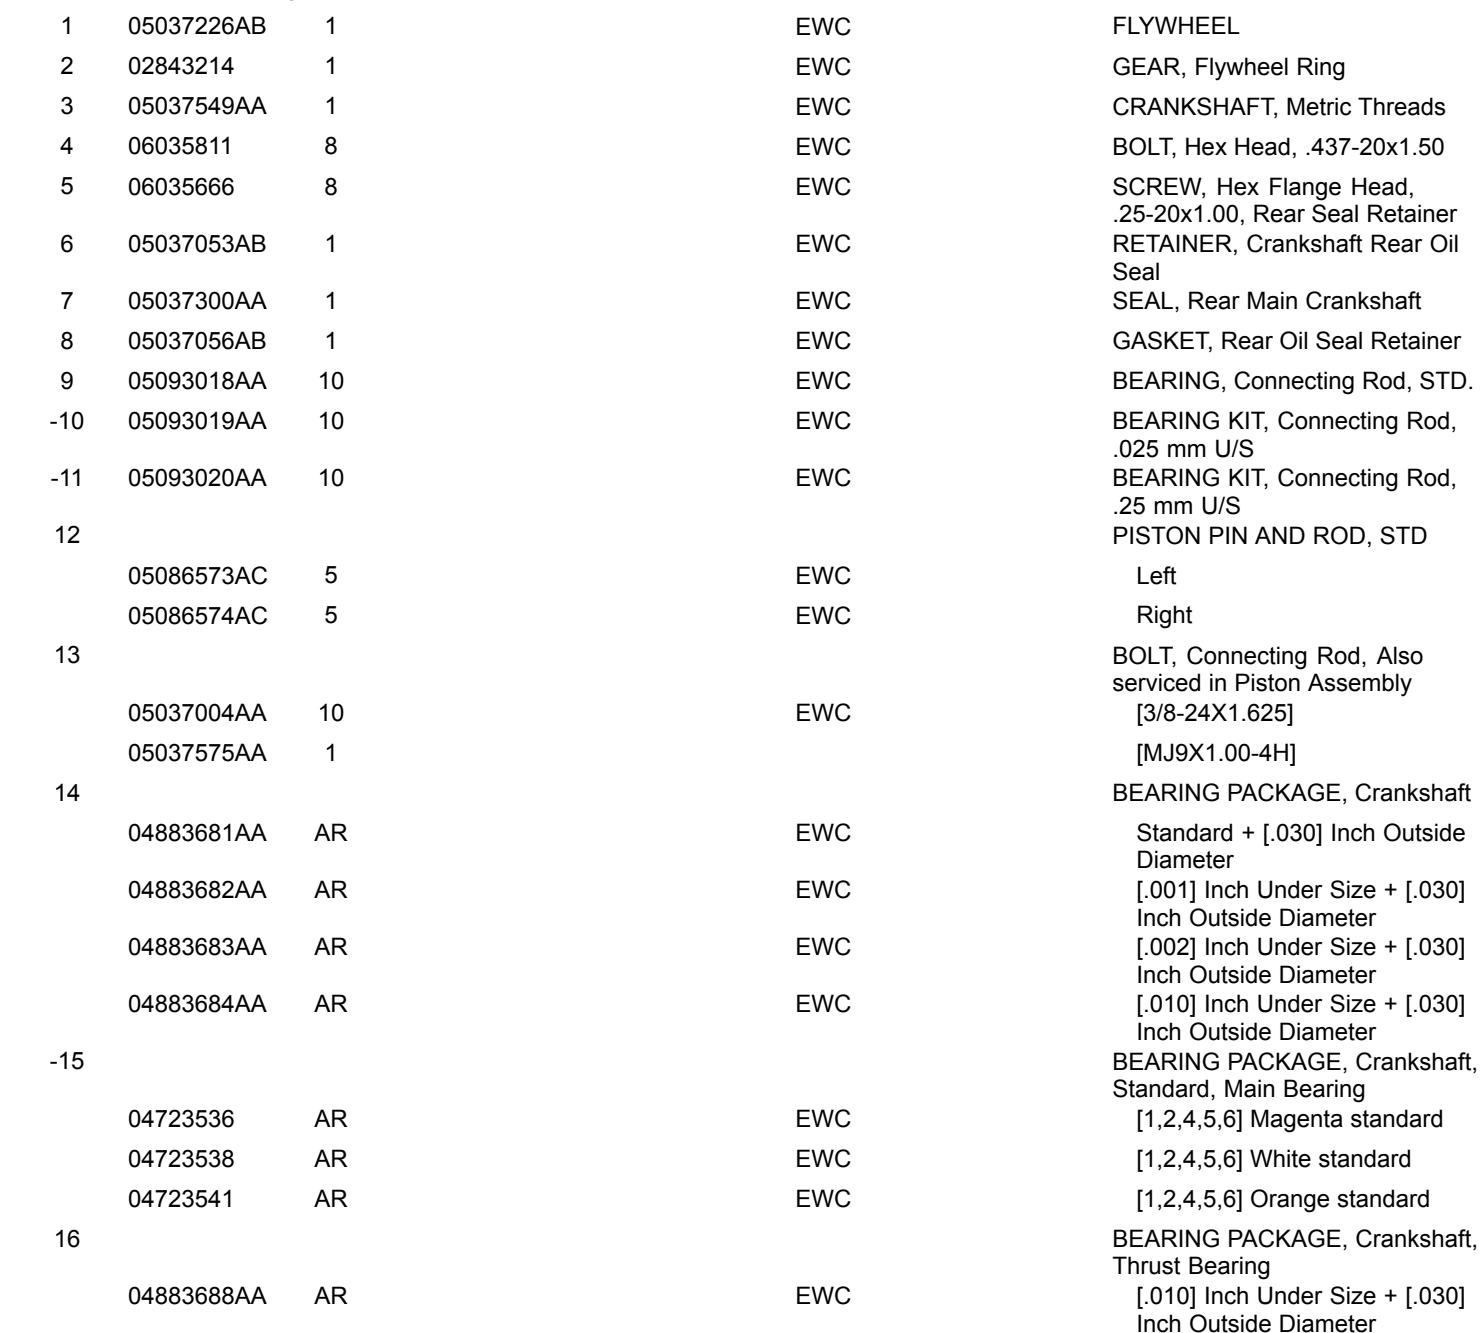 1 05037226AB 1 EWC FLYWHEEL
2 02843214 1 EWC GEAR, Flywheel Ring
3 05037549AA 1 EWC CRANKSHAFT, Metric Threads
4 06035811 8 EWC BOLT, Hex Head, .437-20x1.50
5 06035666 8 EWC SCREW, Hex Flange Head,
.25-20x1.00, Rear Seal Retainer
6 05037053AB 1 EWC RETAINER, Crankshaft Rear Oil
Seal
7 05037300AA 1 EWC SEAL, Rear Main Crankshaft
8 05037056AB 1 EWC GASKET, Rear Oil Seal Retainer
9 05093018AA 10 EWC BEARING, Connecting Rod, STD.
-10 05093019AA 10 EWC BEARING KIT, Connecting Rod,
.025 mm U/S
-11 05093020AA 10 EWC BEARING KIT, Connecting Rod,
.25 mm U/S
12 PISTON PIN AND ROD, STD
05086573AC 5 EWC Left
05086574AC 5 EWC Right
13 BOLT, Connecting Rod, Also
serviced in Piston Assembly
05037004AA 10 EWC [3/8-24X1.625]
05037575AA 1 [MJ9X1.00-4H]
14 BEARING PACKAGE, Crankshaft
04883681AA AR EWC Standard + [.030] Inch Outside
Diameter
04883682AA AR EWC [.001] Inch Under Size + [.030]
Inch Outside Diameter
04883683AA AR EWC [.002] Inch Under Size + [.030]
Inch Outside Diameter
04883684AA AR EWC [.010] Inch Under Size + [.030]
Inch Outside Diameter
-15 BEARING PACKAGE, Crankshaft,
Standard, Main Bearing
04723536 AR EWC [1,2,4,5,6] Magenta standard
04723538 AR EWC [1,2,4,5,6] White standard
04723541 AR EWC [1,2,4,5,6] Orange standard
16 BEARING PACKAGE, Crankshaft,
Thrust Bearing
04883688AA AR EWC [.010] Inch Under Size + [.030]
Inch Outside Diameter